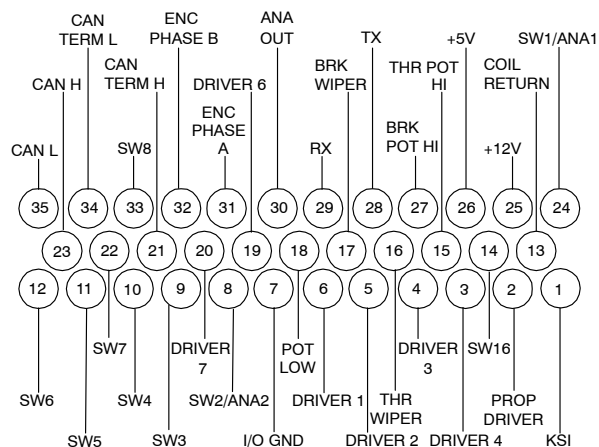 CAN
TERM L
ENC
PHASE B
ANA
OUT
TX
+5V
SW1/ANA1
CAN H
CAN
TERM H
DRIVER 6
BRK
WIPER
THR POT
HI
COIL
RETURN
CAN L
SW8
ENC
PHASE
A
RX
BRK
POT HI
+12V
35 34 33 32 31 30 29 28 27 26 25 24
23 22 21 20 19 18 17 16 15 14 13
12 11 10 9 8 7 6 5 4 3 2 1
SW7
DRIVER
7
POT
LOW
DRIVER
3
SW16
SW6
SW4
SW2/ANA2
DRIVER 1
THR
WIPER
PROP
DRIVER
SW5
SW3
I/O GND
DRIVER 2
DRIVER 4
KSI